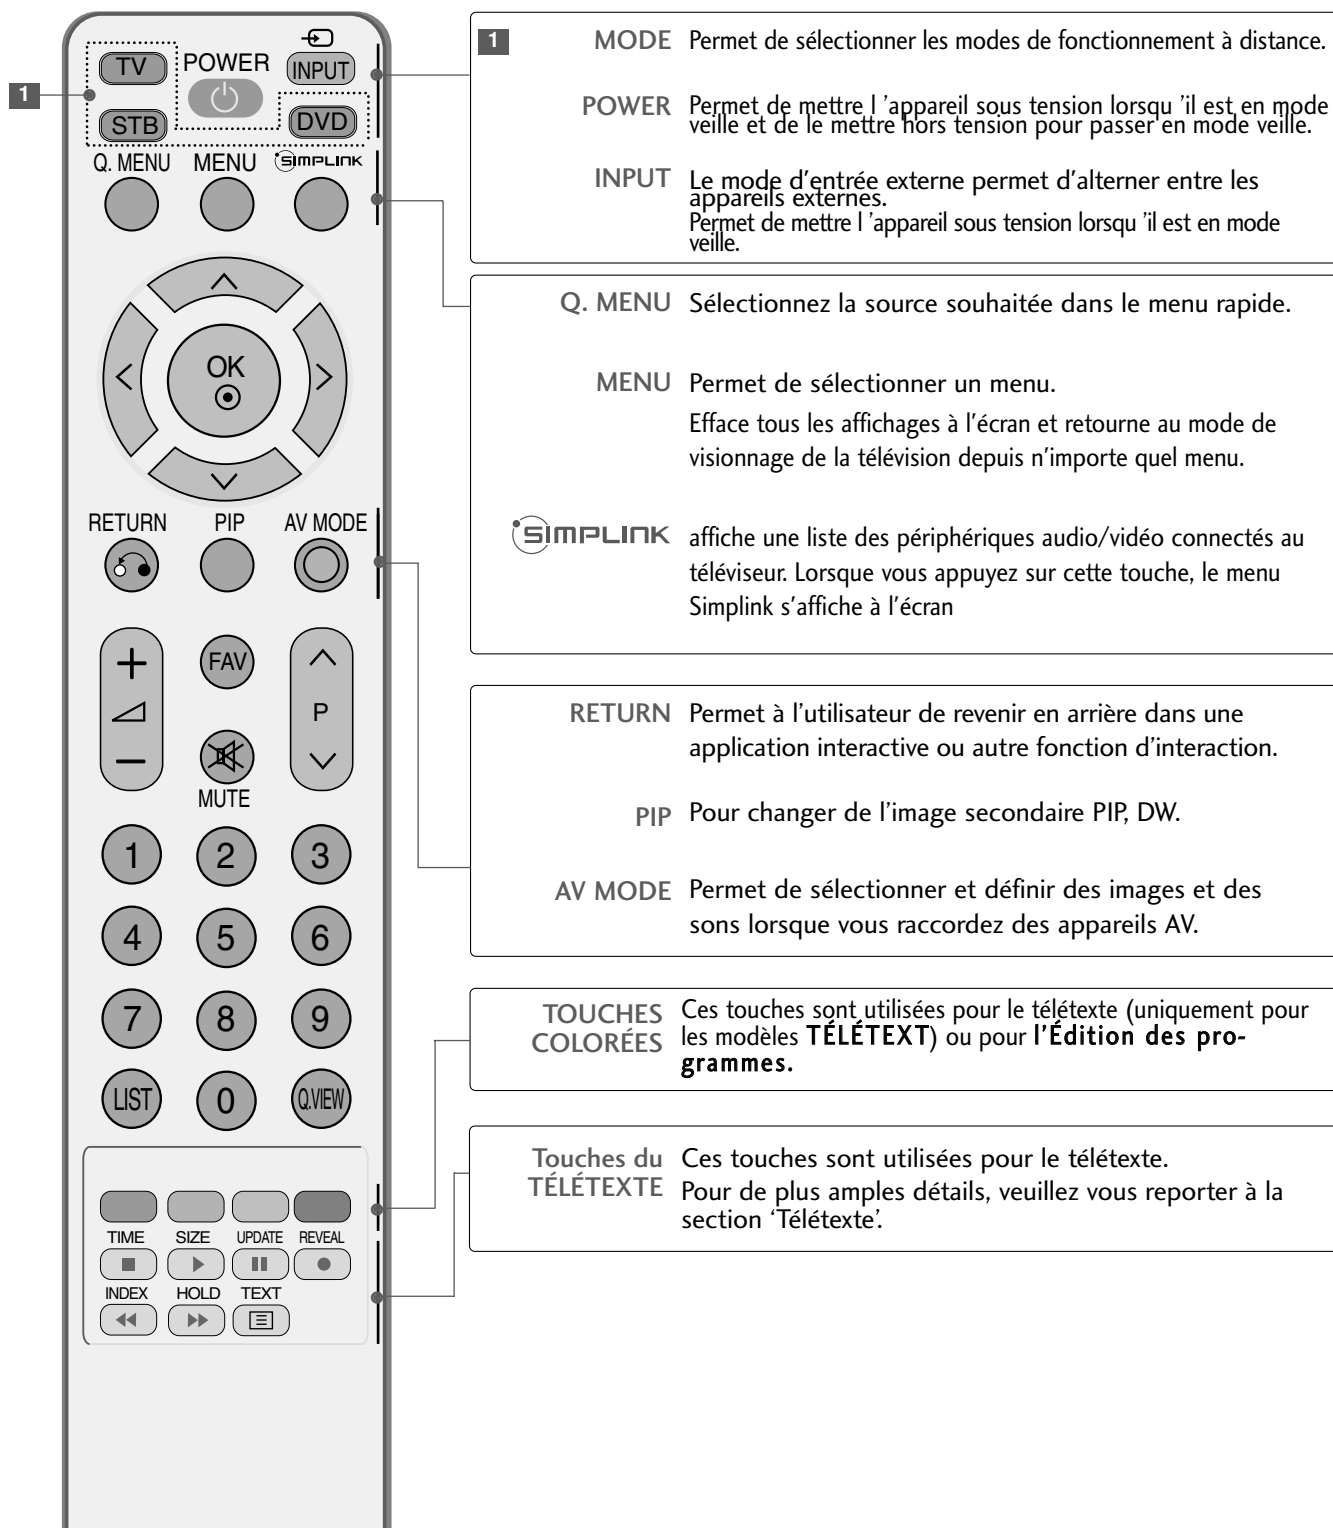 1
TV
POWER
INPUT
STB
DVD
Q. MENU
MENU
SIMPLINK
OK
RETURN
PIP
AV MODE
+
FAV
P
-
MUTE
1
2
3
4
5
6
7
8
9
LIST
0
Q.VIEW
TIME
SIZE
UPDATE
REVEAL
INDEX
HOLD
TEXT
1
MODE Permet de sélectionner les modes de fonctionnement à distance.
POWER Permet de mettre l 'appareil sous tension lorsqu 'il est en mode
veille et de le mettre hors tension pour passer en mode veille.
INPUT Le mode d'entrée externe permet d'alterner entre les
appareils externes.
Permet de mettre l 'appareil sous tension lorsqu 'il est en mode
veille.
Q. MENU Sélectionnez la source souhaitée dans le menu rapide.
MENU Permet de sélectionner un menu.
Efface tous les affichages à l'écran et retourne au mode de
visionnage de la télévision depuis n'importe quel menu.
SIMPLINK affiche une liste des périphériques audio/vidéo connectés au
téléviseur. Lorsque vous appuyez sur cette touche, le menu
Simplink s'affiche à l'écran
RETURN Permet à l'utilisateur de revenir en arrière dans une
application interactive ou autre fonction d'interaction.
PIP Pour changer de l'image secondaire PIP, DW.
AV MODE Permet de sélectionner et définir des images et des
sons lorsque vous raccordez des appareils AV.
TOUCHES
COLORÉES
Ces touches sont utilisées pour le télétexte (uniquement pour
les modèles TÉLÉTEXT) ou pour l'Édition des pro-
grammes.
Touches du
TÉLÉTEXTE
Ces touches sont utilisées pour le télétexte.
Pour de plus amples détails, veuillez vous reporter à la
section 'Télétexte'.